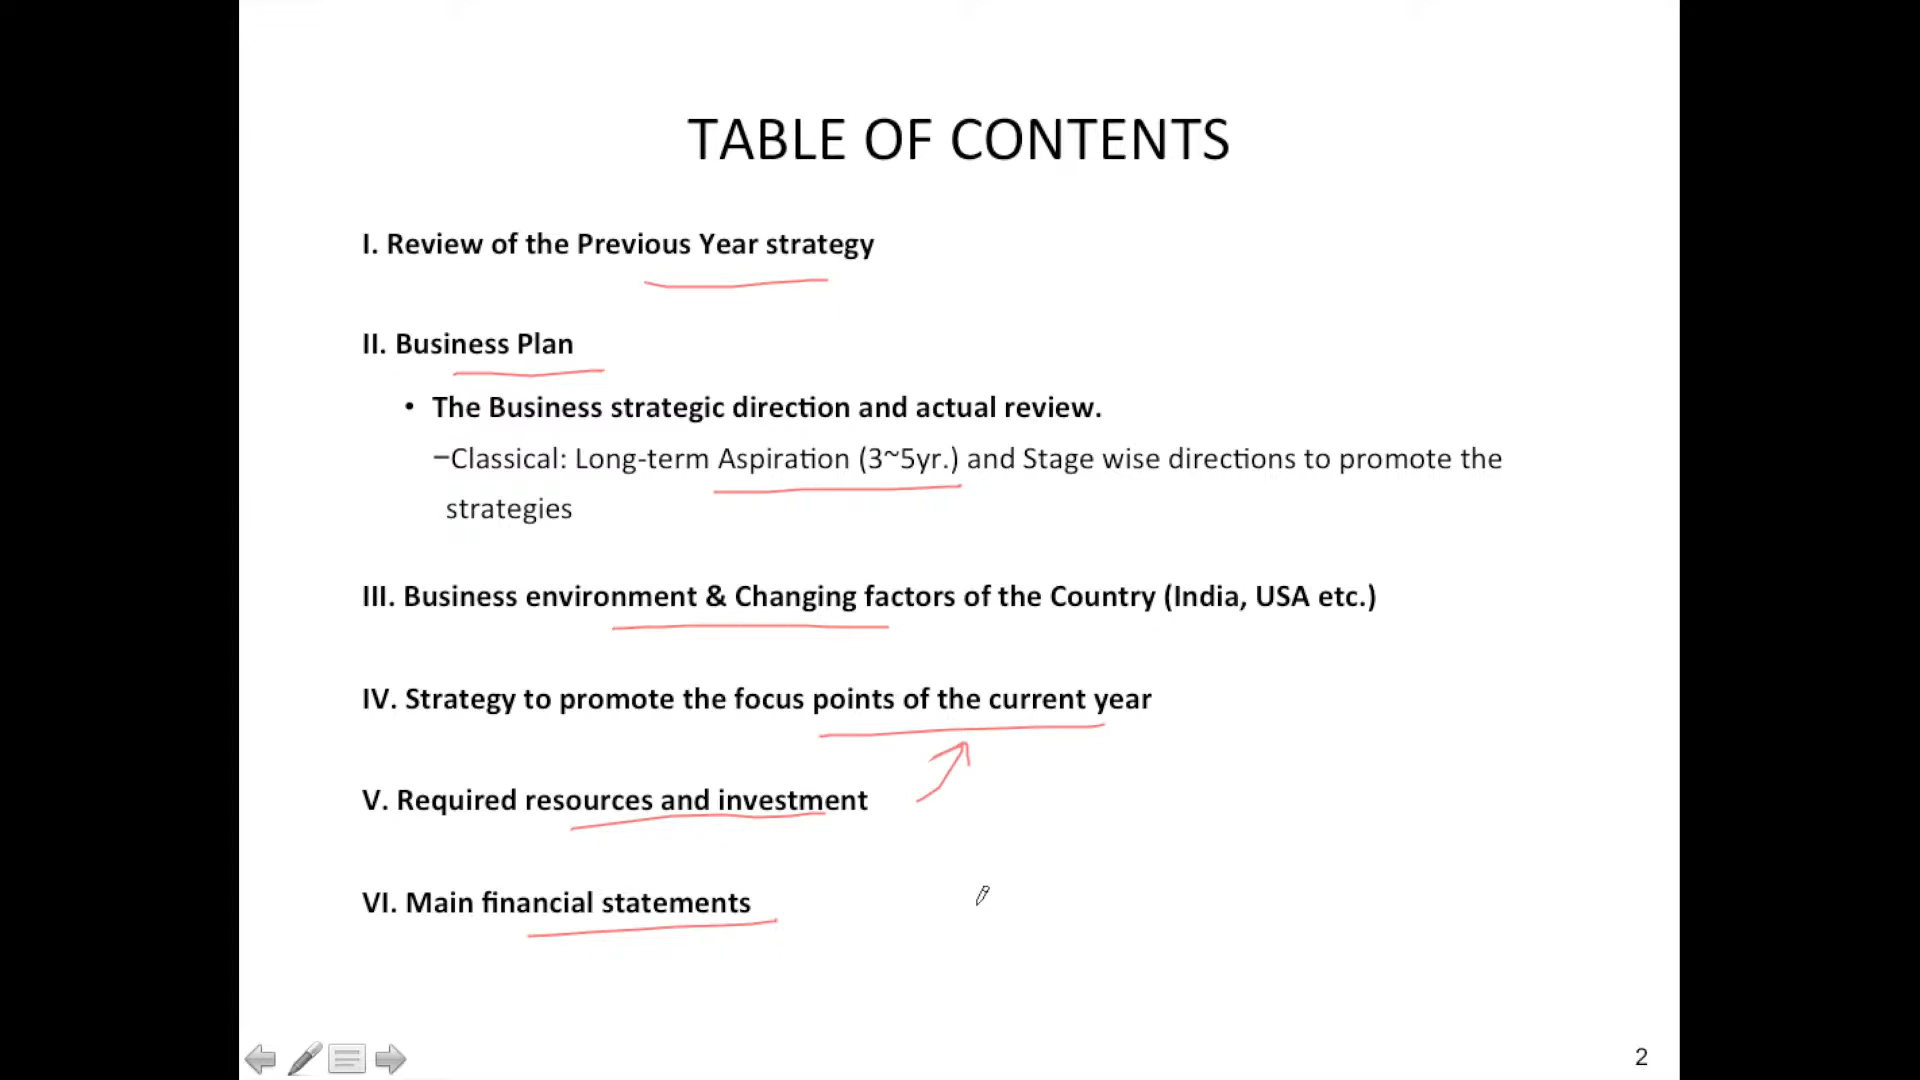 TABLE OF CONTENTS
I. Review of the Previous Year strategy
II. Business Plan
• The Business strategic direction and actual review.
–Classical: Long-term Aspiration (3~5yr.) and Stage wise directions to promote the
strategies
III. Business environment & Changing factors of the Country (India, USA etc.)
IV. Strategy to promote the focus points of the current year
V. Required resources and investment
VI. Main financial statements
2